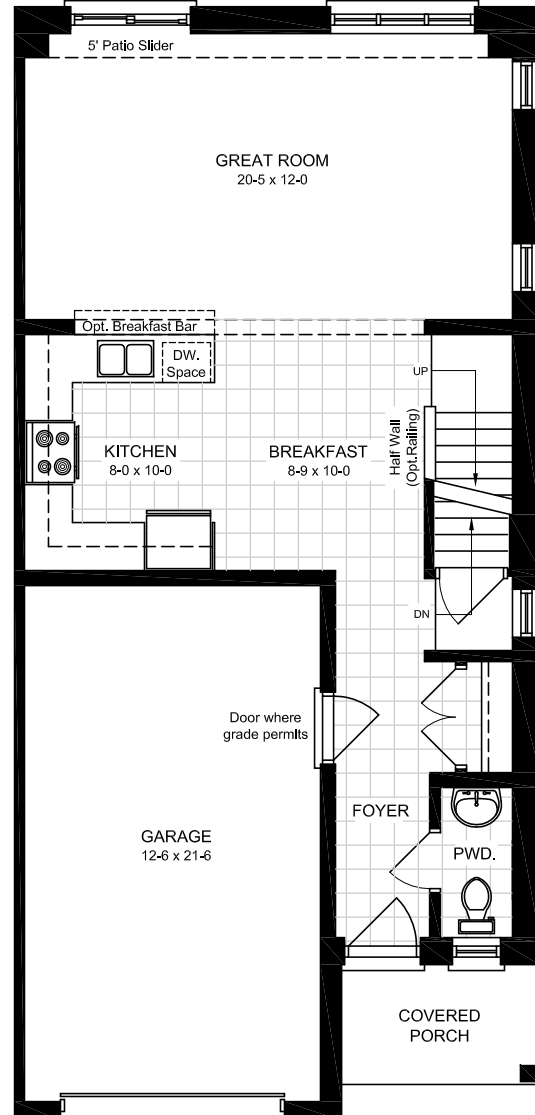 5' Patio Slider
GREAT ROOM
20-5 x 12-0
Opt. Breakfast Bar
DW.
Space
UP
KITCHEN
8-0 x 10-0
BREAKFAST
8-9 x 10-0
Half Wall
(Opt.Railing)
DN
Door where
grade permits
FOYER
GARAGE
12-6 x 21-6
PWD.
COVERED
PORCH